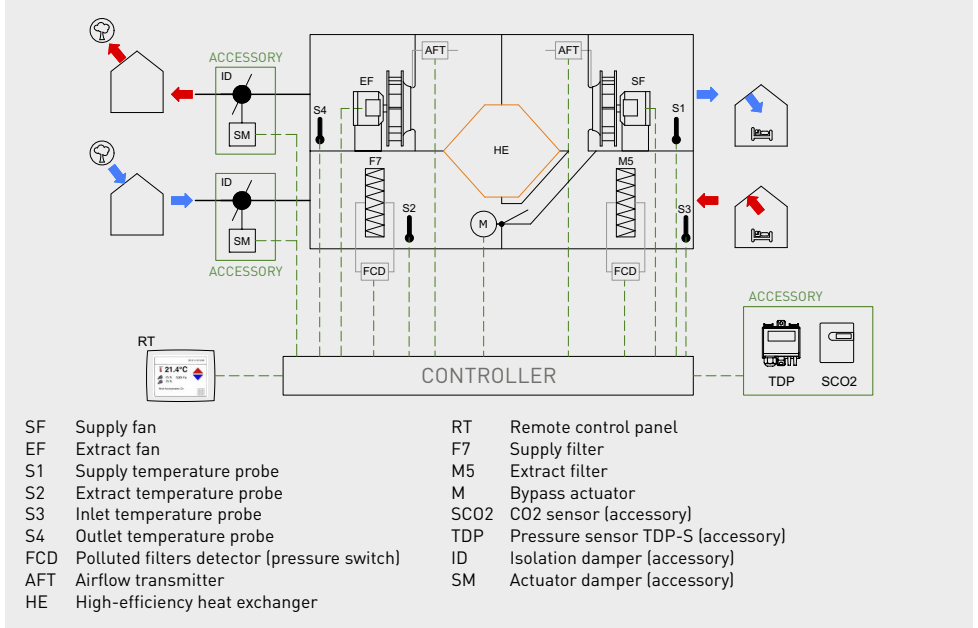 ACCESSORY
ID
SM
AFT
AFT
EF
SF
S4
S1
HE
F7
M5
ID
SM
ACCESSORY
S2
S3
M
FCD
FCD
RT
21.4°C
CONTROLLER
ACCESSORY
TDP
SCO2
SF Supply fan
EF Extract fan
S1 Supply temperature probe
S2 Extract temperature probe
S3 Inlet temperature probe
S4 Outlet temperature probe
FCD Polluted filters detector (pressure switch)
AFT Airflow transmitter
HE High-efficiency heat exchanger
RT Remote control panel
F7 Supply filter
M5 Extract filter
M Bypass actuator
SCO2 CO2 sensor (accessory)
TDP Pressure sensor TDP-S (accessory)
ID Isolation damper (accessory)
SM Actuator damper (accessory)